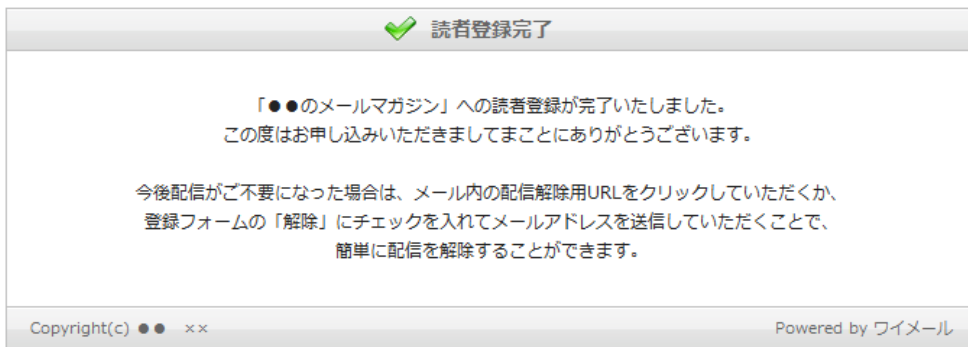 読者登録完了
「●●のメールマガジン」への読者登録が完了いたしました。
この度はお申し込みいただきましてまことにありがとうございます。
今後配信がご不要になった場合は、メール内の配信解除用URLをクリックしていただくか、
登録フォームの「解除」にチェックを入れてメールアドレスを送信していただくことで、
簡単に配信を解除することができます。
Copyright(c) ●●　××
Powered by ワイメール